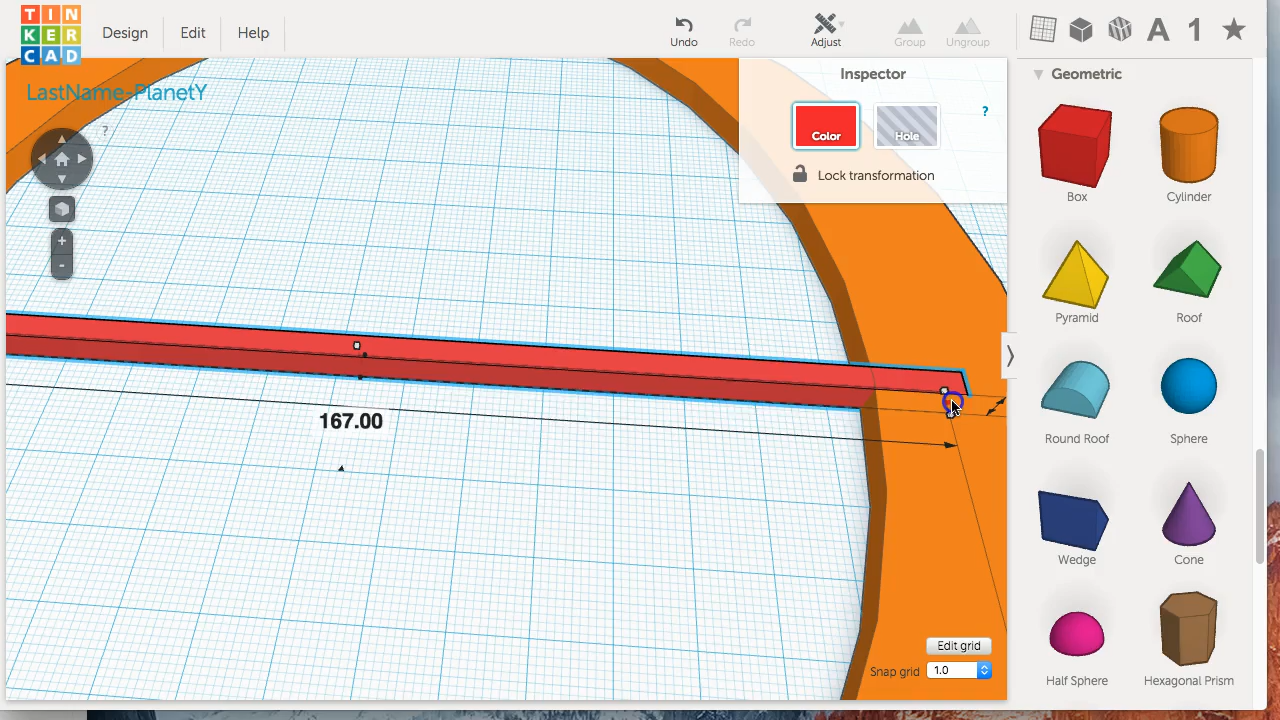 TIN
KER
CAD
Design
Edit
Help
Undo
Redo
Adjust
Group
Ungroup
A
1
LastName-PlanetY
?
Inspector
?
Color
Hole
Lock transformation
+
-
167.00
Edit grid
Snap grid 1.0
Geometric
Box
Cylinder
Pyramid
Roof
Round Roof
Sphere
Wedge
Cone
Half Sphere
Hexagonal Prism